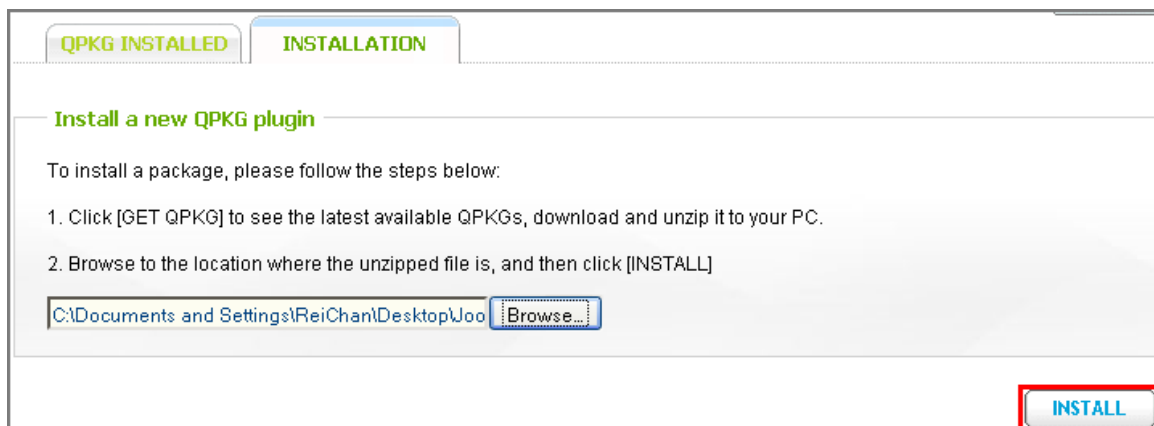 QPKG INSTALLED
INSTALLATION
Install a new QPKG plugin
To install a package, please follow the steps below:
1. Click [GET QPKG] to see the latest available QPKGs, download and unzip it to your PC.
2. Browse to the location where the unzipped file is, and then click [INSTALL]
C:\Documents and Settings\ReiChan\Desktop\Joo Browse...
INSTALL